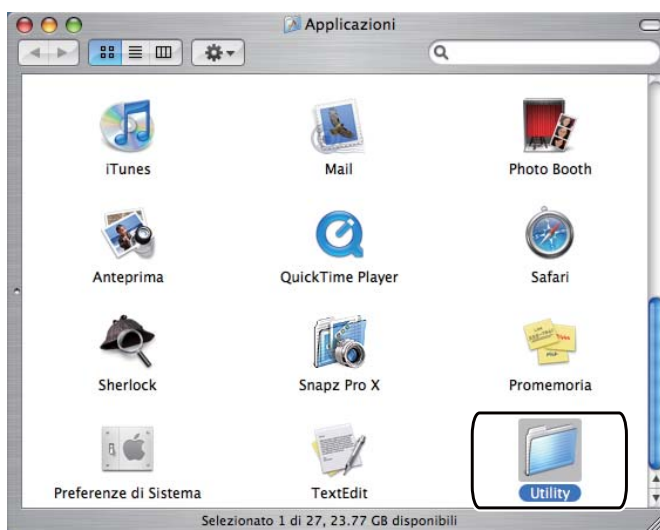 Applicazioni
iTunes
Mail
Photo Booth
Anteprima
QuickTime Player
Safari
Sherlock
Snapz Pro X
Promemoria
Preferenze di Sistema
TextEdit
Utility
Selezionato 1 di 27, 23.77 GB disponibili